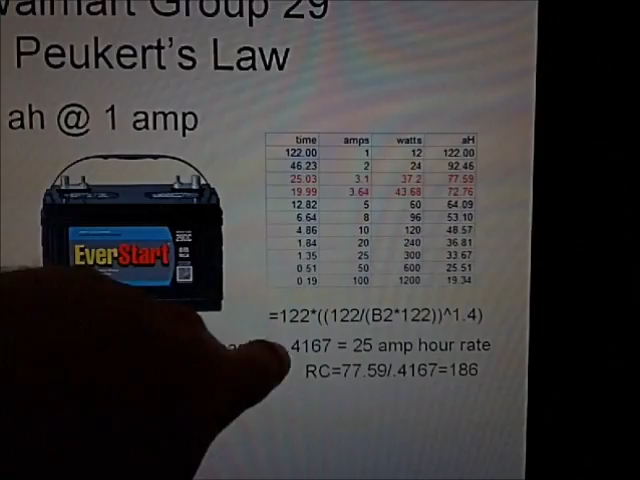 Walmart Group 29
Peukert's Law
ah @ 1 amp
time amps watts aH
122.00 1 12 122.00
46.23 2 24 92.46
25.03 3.1 37.2 77.59
19.99 3.64 43.68 72.76
12.82 5 60 64.09
6.64 8 96 53.10
4.86 10 120 48.57
1.84 20 240 36.81
1.35 25 300 33.67
0.51 50 600 25.51
0.19 100 1200 19.34
EverStart
=122*((122/(B2*122))^1.4)
.4167 = 25 amp hour rate
RC=77.59/.4167=186